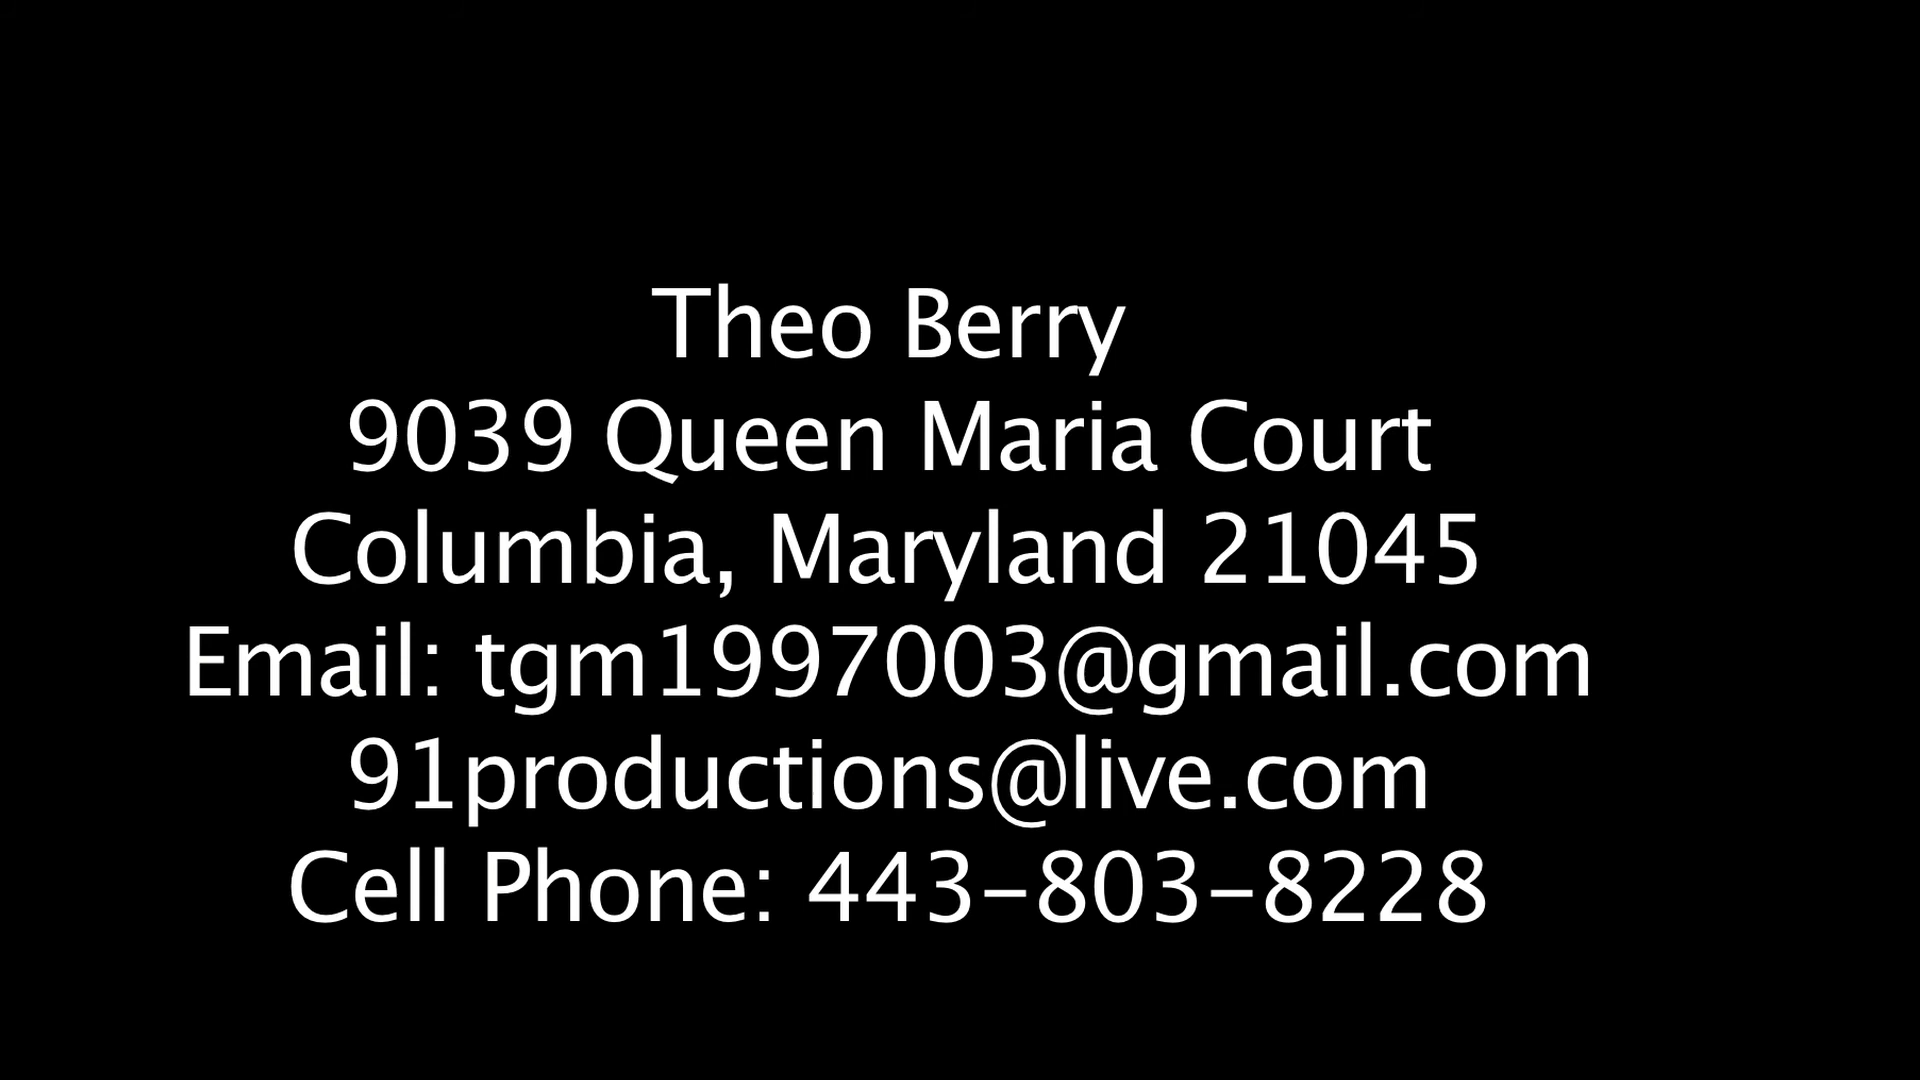 Theo Berry
9039 Queen Maria Court
Columbia, Maryland 21045
Email: tgm1997003@gmail.com
91productions@live.com
Cell Phone: 443-803-8228